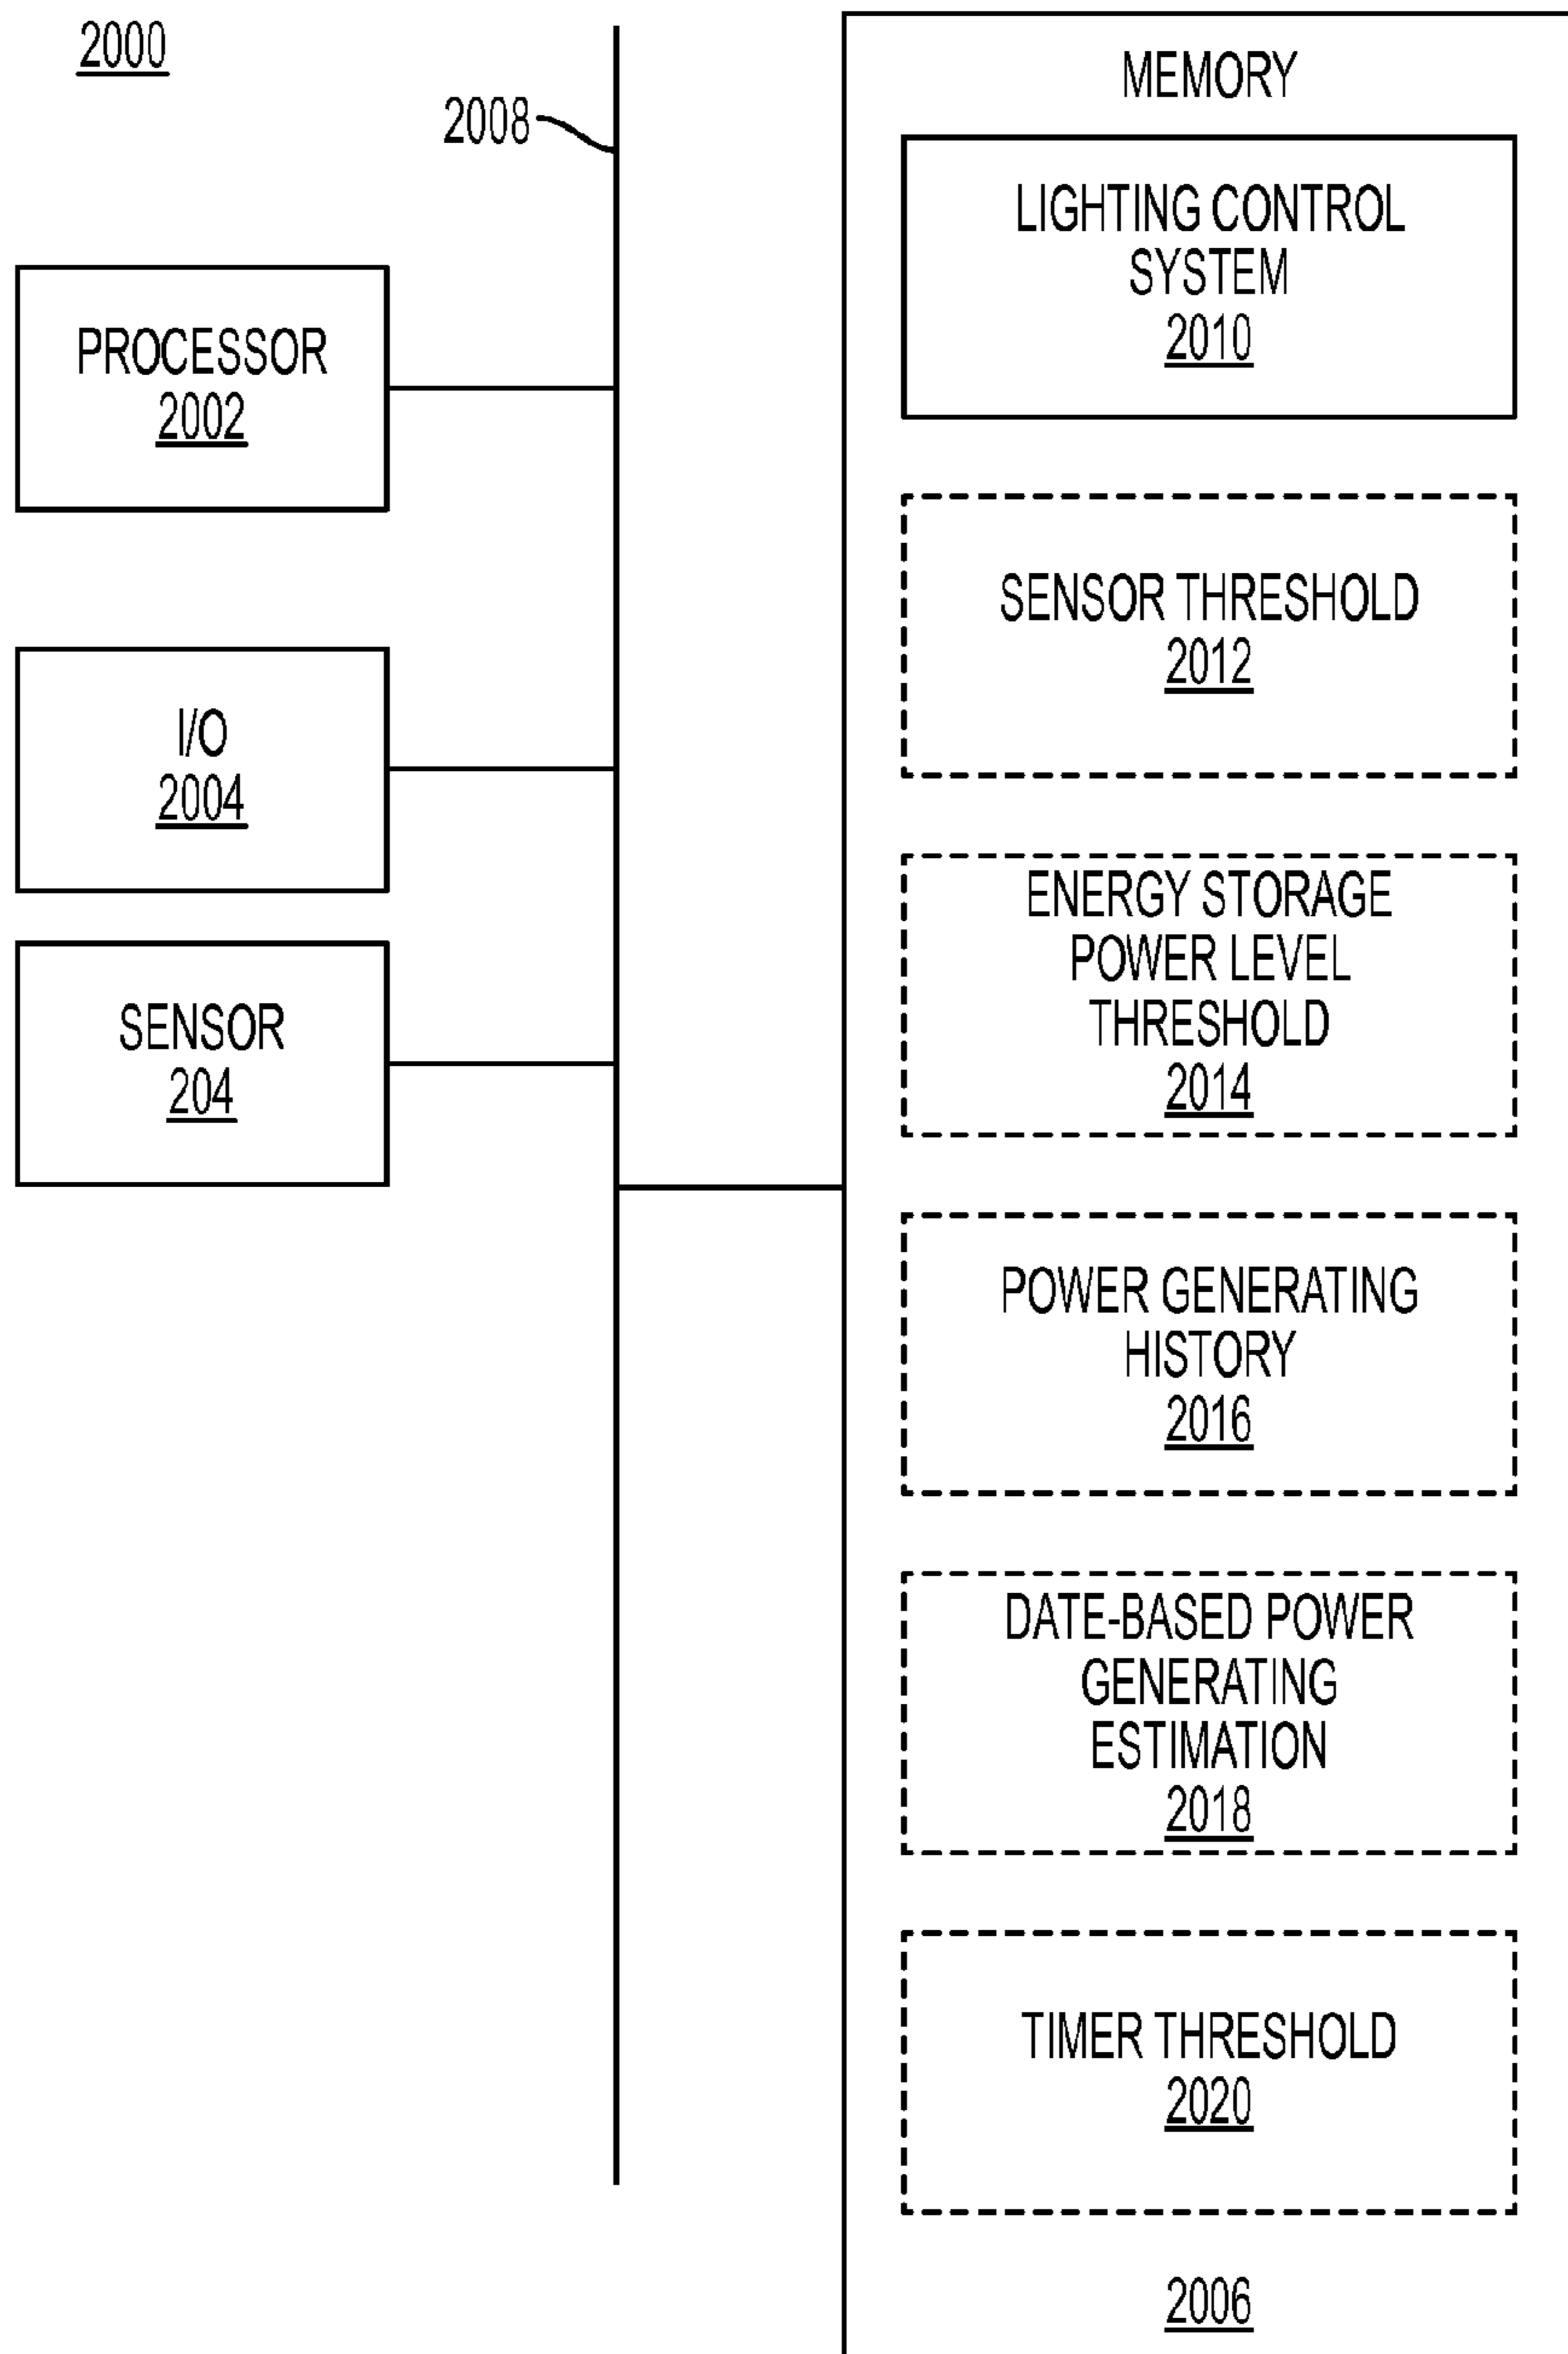 2000
2008
PROCESSOR
2002
I/O
2004
SENSOR
204
MEMORY
LIGHTING CONTROL
SYSTEM
2010
SENSOR THRESHOLD
2012
ENERGY STORAGE
POWER LEVEL
THRESHOLD
2014
POWER GENERATING
HISTORY
2016
DATE-BASED POWER
GENERATING
ESTIMATION
2018
TIMER THRESHOLD
2020
2006